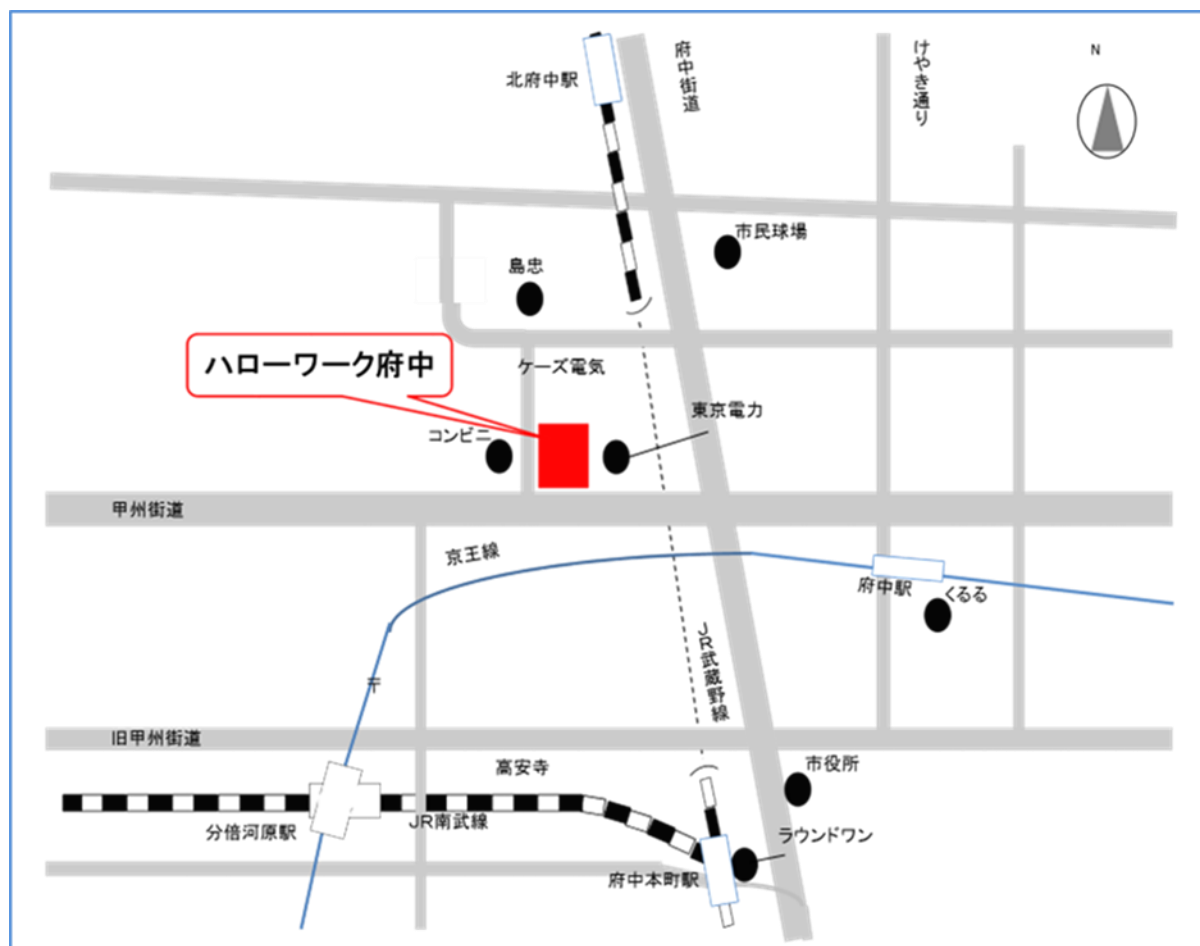 N
北府中駅
府中街道
けやき通り
市民球場
島忠
ハローワーク府中
ケーズ電気
東京電力
コンビニ
甲州街道
京王線
府中駅
くるる
JR武蔵野線
〒
旧甲州街道
高安寺
市役所
分倍河原駅
JR南武線
ラウンドワン
府中本町駅